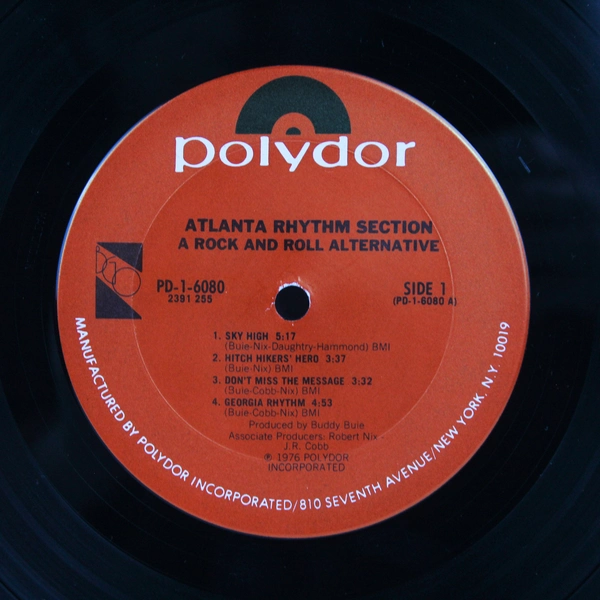 polydor
ATLANTA RHYTHM SECTION
A ROCK AND ROLL ALTERNATIVE
PD-1-6080
2391 255
SIDE 1
(PD-1-6080 A)
1. SKY HIGH 5:17
(Buie-Nix-Daughtry-Hammond) BMI
2. HITCH HIKERS' HERO 3:37
(Buie-Nix) BMI
3. DON'T MISS THE MESSAGE 3:32
(Buie-Cobb-Nix) BMI
4. GEORGIA RHYTHM 4:53
(Buie-Cobb-Nix) BMI
Produced by Buddy Buie
Associate Producers: Robert Nix -
J.R. Cobb
℗ 1976 POLYDOR
INCORPORATED
MANUFACTURED BY POLYDOR INCORPORATED/810 SEVENTH AVENUE/NEW YORK, N.Y. 10019